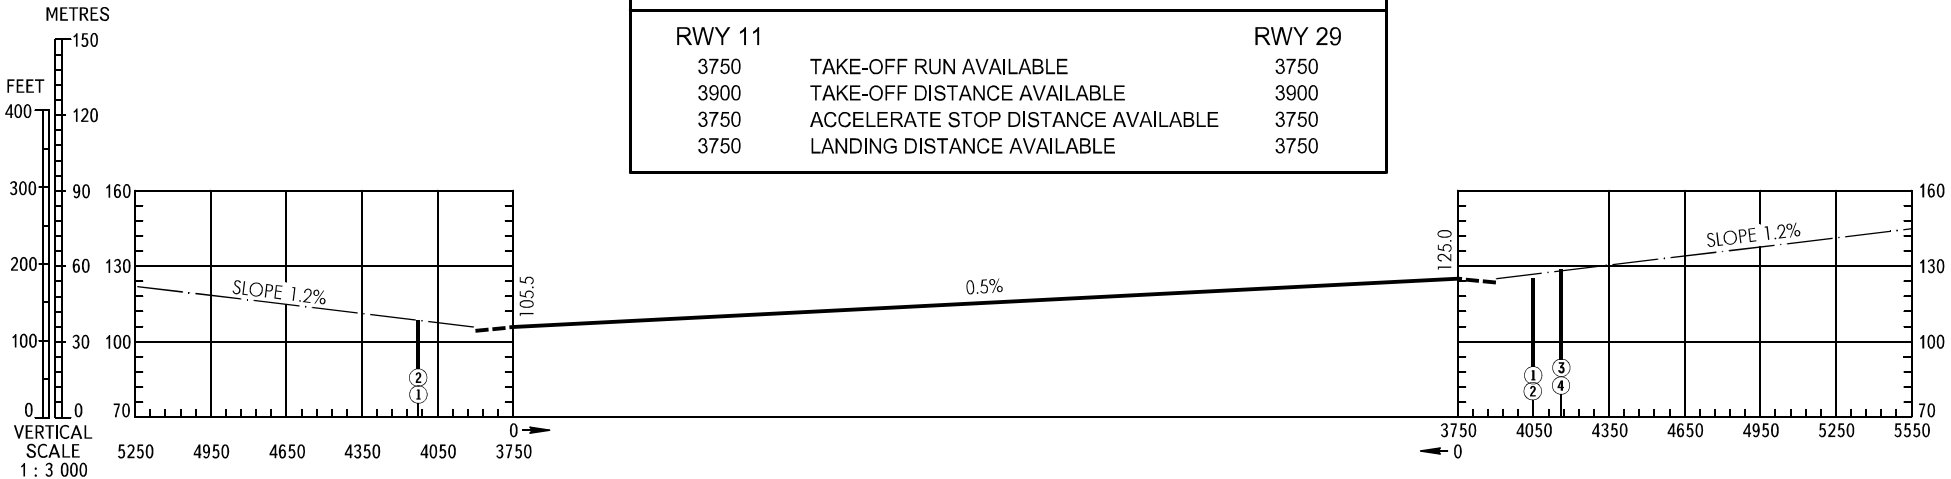 METRES
150
FEET
400
120
300
90
200
60
100
30
0
0
VERTICAL
SCALE
1 : 3 000
RWY 11 RWY 29
3750 TAKE-OFF RUN AVAILABLE 3750
3900 TAKE-OFF DISTANCE AVAILABLE 3900
3750 ACCELERATE STOP DISTANCE AVAILABLE 3750
3750 LANDING DISTANCE AVAILABLE 3750
160
130
100
70
SLOPE 1.2%
2
1
105.5
5250 4950 4650 4350 4050 3750
0
0.5%
125.0
SLOPE 1.2%
1
2
3
4
160
130
100
70
3750 4050 4350 4650 4950 5250 5550
0